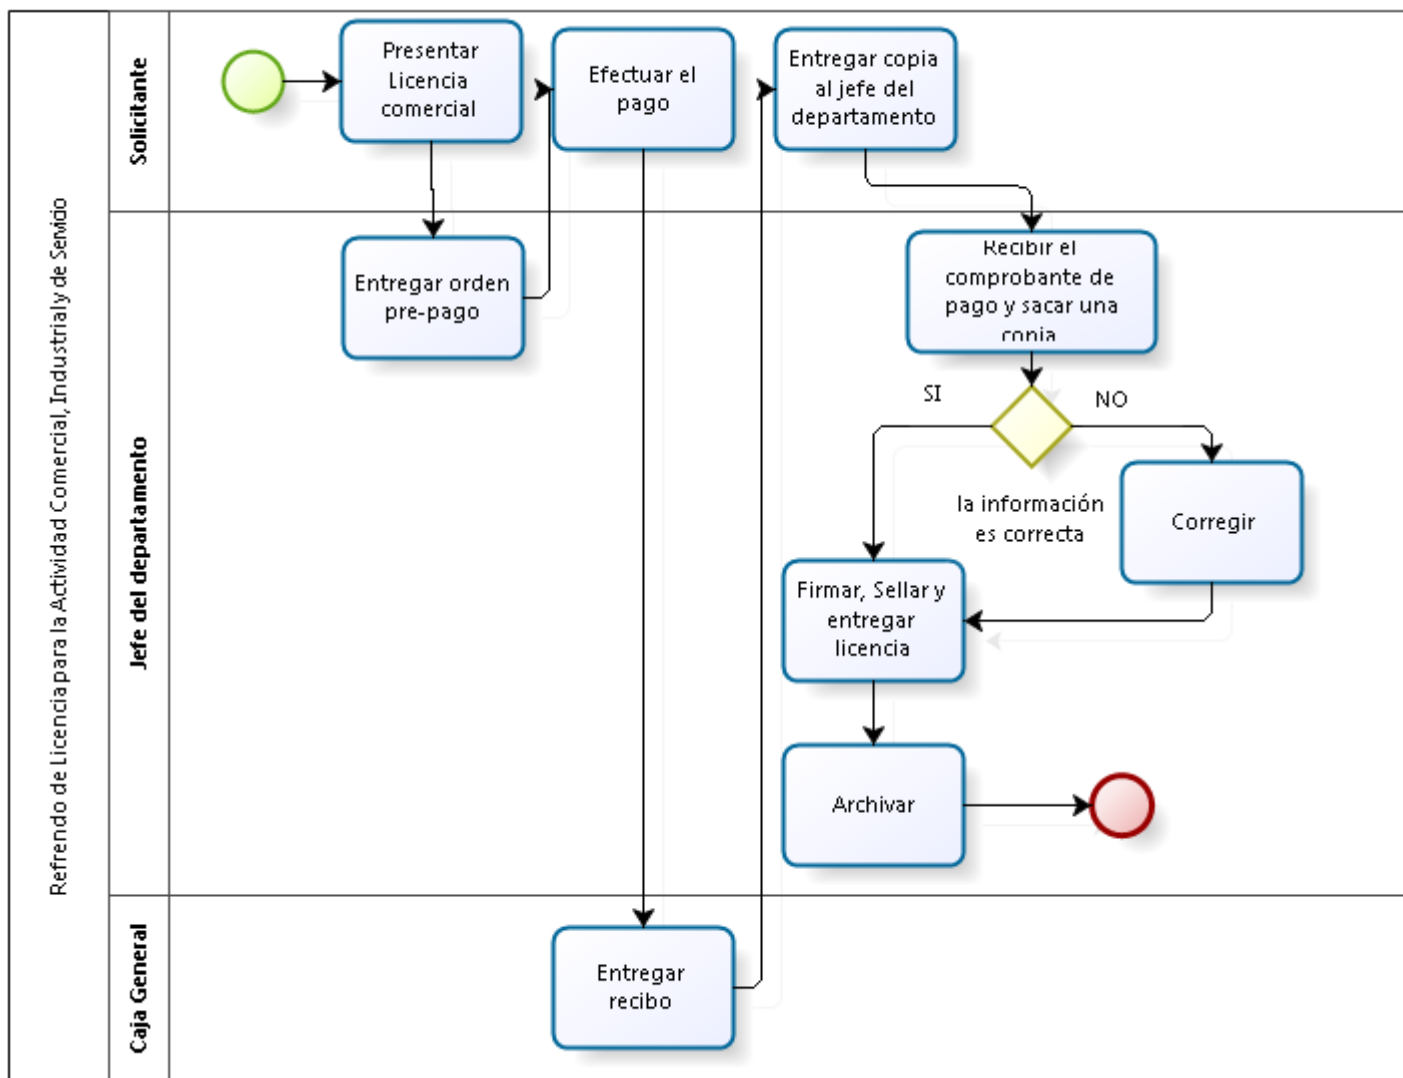 Refrendo de Licencia para la Actividad Comercial, Industrial y de Servicio
Solicitante
Presentar
Licencia
comercial
Efectuar el
pago
Entregar copia
al jefe del
departamento
Jefe del departamento
Entregar orden
pre-pago
Recibir el
comprobante de
pago y sacar una
copia
SI
NO
la información
es correcta
Corregir
Firmar, Sellar y
entregar
licencia
Archivar
Caja General
Entregar
recibo